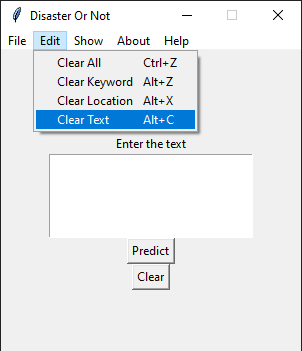 Disaster Or Not
File Edit Show About Help
Clear All Ctrl+Z
Clear Keyword Alt+Z
Clear Location Alt+X
Clear Text Alt+C
Enter the text
Predict
Clear